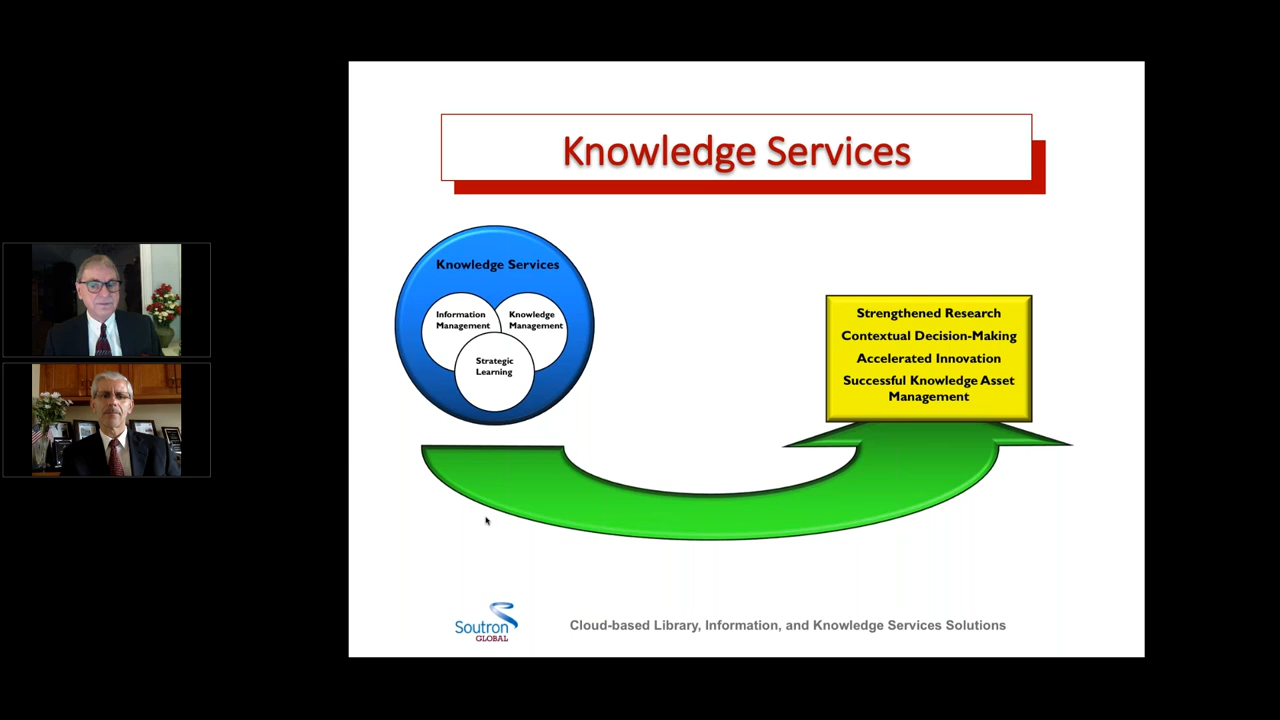 Knowledge Services
Knowledge Services
Information
Management
Knowledge
Management
Strategic
Learning
Strengthened Research
Contextual Decision-Making
Accelerated Innovation
Successful Knowledge Asset
Management
Soutron
GLOBAL
Cloud-based Library, Information, and Knowledge Services Solutions